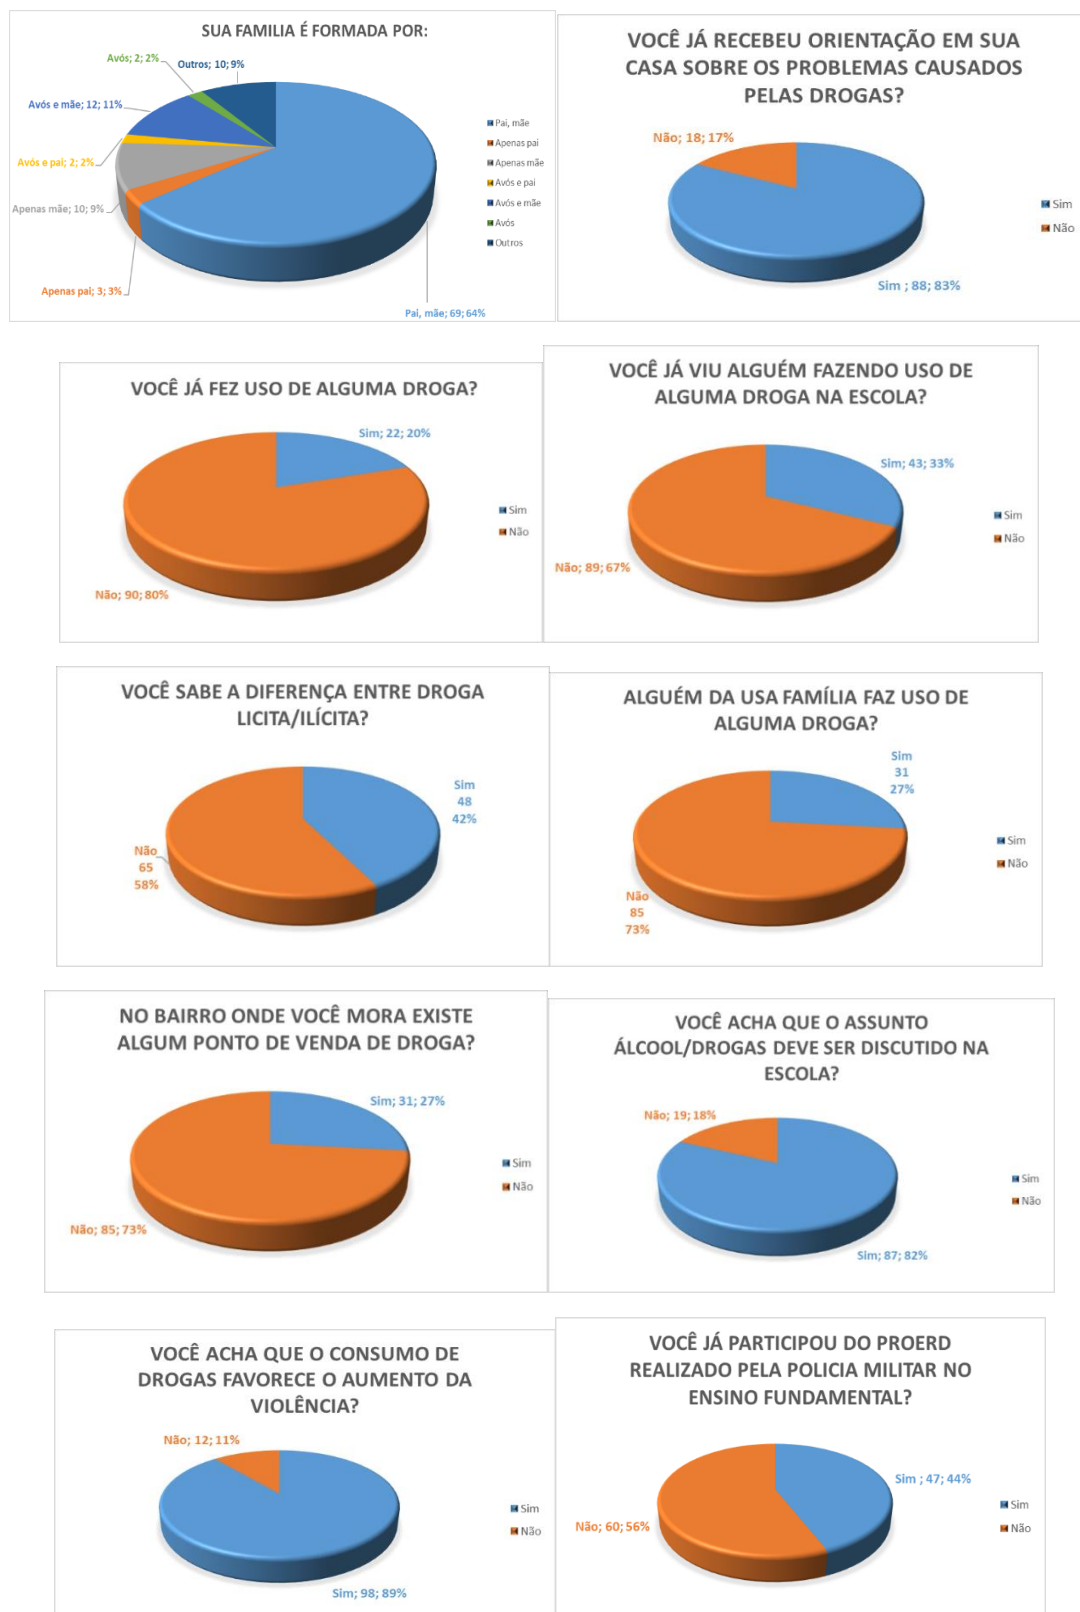 SUA FAMILIA É FORMADA POR:
Avós; 2; 2%
Outros; 10; 9%
Avós e mãe; 12; 11%
Avós e pai; 2; 2%
Apenas mãe; 10; 9%
Apenas pai; 3; 3%
Pai, mãe; 69; 64%
Pai, mãe
Apenas pai
Apenas mãe
Avós e pai
Avós e mãe
Avós
Outros
VOCÊ JÁ RECEBEU ORIENTAÇÃO EM SUA
CASA SOBRE OS PROBLEMAS CAUSADOS
PELAS DROGAS?
Não; 18; 17%
Sim ; 88; 83%
Sim
Não
VOCÊ JÁ FEZ USO DE ALGUMA DROGA?
Sim; 22; 20%
Não; 90; 80%
Sim
Não
VOCÊ JÁ VIU ALGUÉM FAZENDO USO DE
ALGUMA DROGA NA ESCOLA?
Sim; 43; 33%
Não; 89; 67%
Sim
Não
VOCÊ SABE A DIFERENÇA ENTRE DROGA
LICITA/ILÍCITA?
Sim
48
42%
Não
65
58%
ALGUÉM DA USA FAMÍLIA FAZ USO DE
ALGUMA DROGA?
Sim
31
27%
Não
85
73%
Sim
Não
NO BAIRRO ONDE VOCÊ MORA EXISTE
ALGUM PONTO DE VENDA DE DROGA?
Sim; 31; 27%
Não; 85; 73%
Sim
Não
VOCÊ ACHA QUE O ASSUNTO
ÁLCOOL/DROGAS DEVE SER DISCUTIDO NA
ESCOLA?
Não; 19; 18%
Sim; 87; 82%
Sim
Não
VOCÊ ACHA QUE O CONSUMO DE
DROGAS FAVORECE O AUMENTO DA
VIOLÊNCIA?
Não; 12; 11%
Sim; 98; 89%
Sim
Não
VOCÊ JÁ PARTICIPOU DO PROERD
REALIZADO PELA POLICIA MILITAR NO
ENSINO FUNDAMENTAL?
Sim ; 47; 44%
Não; 60; 56%
Sim
Não